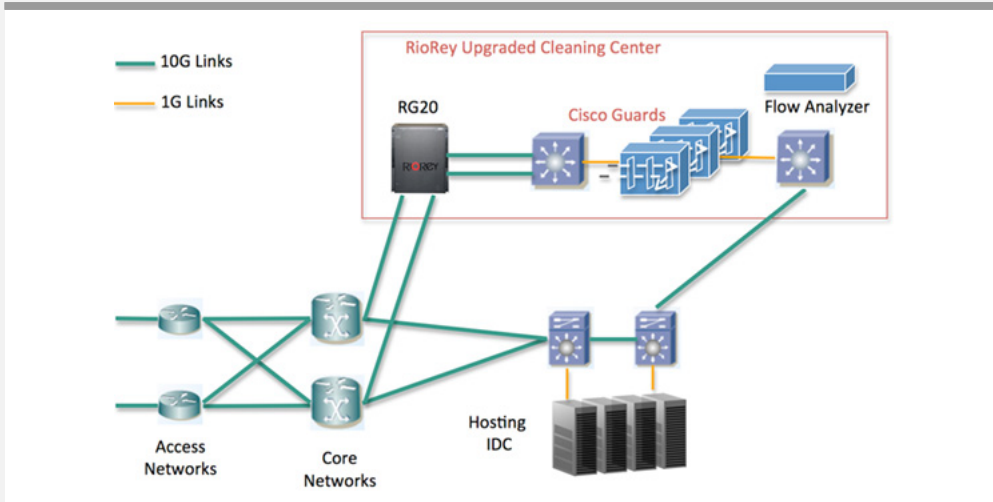 RioRey Upgraded Cleaning Center
10G Links
1G Links
RG20
Cisco Guards
Flow Analyzer
RIOREY
Hosting
IDC
Access
Networks
Core
Networks